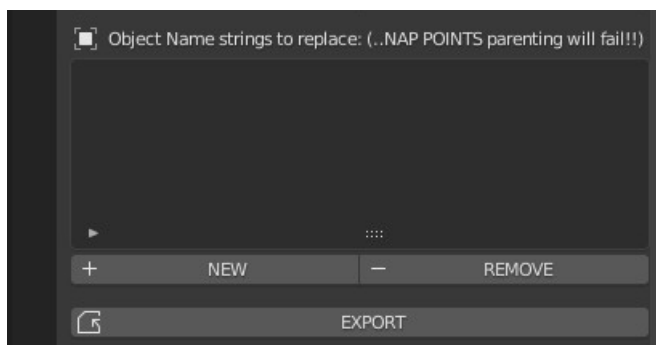 Object Name strings to replace: (..NAP POINTS parenting will fail!!)
+ NEW − REMOVE
EXPORT